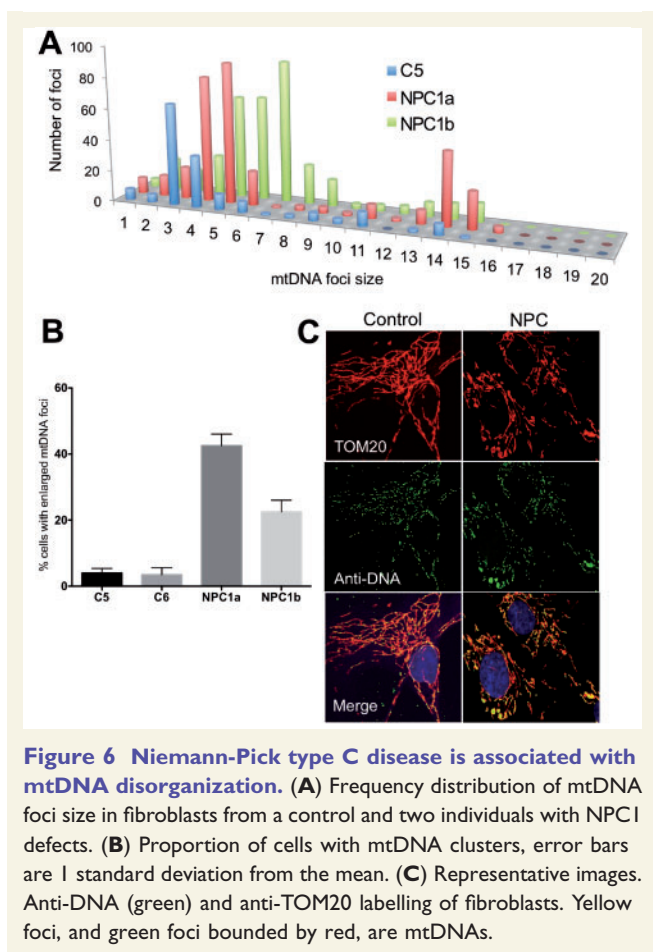 A
100
80
60
40
20
0
Number of foci
C5
NPC1a
NPC1b
1 2 3 4 5 6 7 8 9 10 11 12 13 14 15 16 17 18 19 20
mtDNA foci size
B
60
40
20
0
% cells with enlarged mtDNA foci
C5 C6 NPC1a NPC1b
C
Control NPC
TOM20
Anti-DNA
Merge
Figure 6 Niemann-Pick type C disease is associated with
mtDNA disorganization. (A) Frequency distribution of mtDNA
foci size in fibroblasts from a control and two individuals with NPC1
defects. (B) Proportion of cells with mtDNA clusters, error bars
are 1 standard deviation from the mean. (C) Representative images.
Anti-DNA (green) and anti-TOM20 labelling of fibroblasts. Yellow
foci, and green foci bounded by red, are mtDNAs.